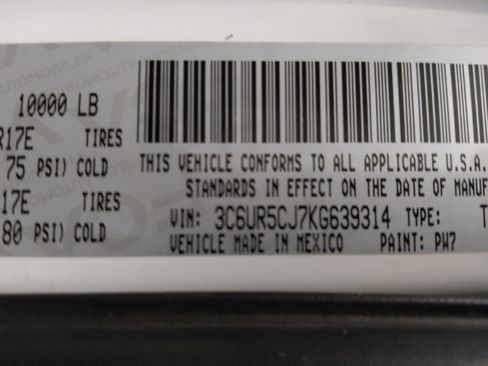 10000 LB
R17E TIRES
75 PSI) COLD
17E TIRES
80 PSI) COLD
THIS VEHICLE CONFORMS TO ALL APPLICABLE U.S.A.
STANDARDS IN EFFECT ON THE DATE OF MANUF
VIN: 3C6UR5CJ7KG639314 TYPE: T
VEHICLE MADE IN MEXICO PAINT: PW7